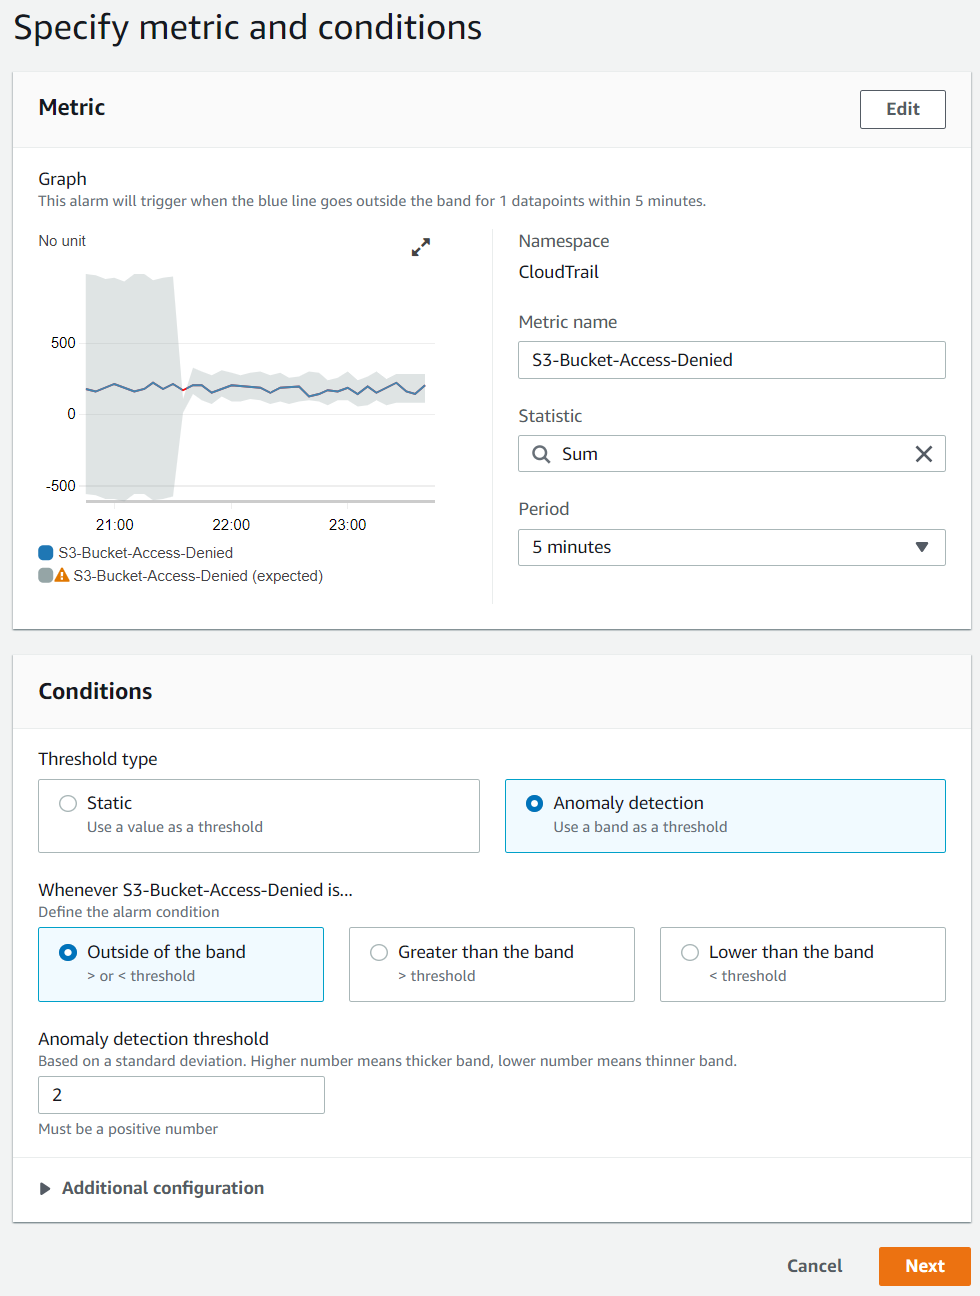 Specify metric and conditions
Metric
Edit
Graph
This alarm will trigger when the blue line goes outside the band for 1 datapoints within 5 minutes.
No unit
500
0
-500
21:00 22:00 23:00
S3-Bucket-Access-Denied
S3-Bucket-Access-Denied (expected)
Namespace
CloudTrail
Metric name
S3-Bucket-Access-Denied
Statistic
Sum
Period
5 minutes
Conditions
Threshold type
Static
Use a value as a threshold
Anomaly detection
Use a band as a threshold
Whenever S3-Bucket-Access-Denied is...
Define the alarm condition
Outside of the band
> or < threshold
Greater than the band
> threshold
Lower than the band
< threshold
Anomaly detection threshold
Based on a standard deviation. Higher number means thicker band, lower number means thinner band.
2
Must be a positive number
Additional configuration
Cancel
Next